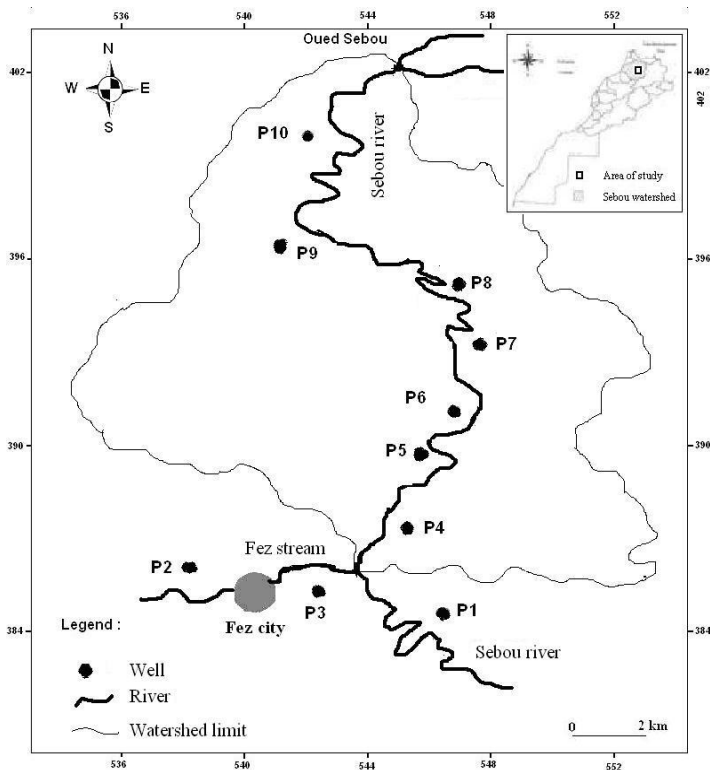 536
540
544
548
552
Oued Sebou
402
402
402
N
W
E
S
P10
Sebou river
Area of study
Sebou watershed
P9
396
396
P8
P7
P6
390
P5
390
P4
Fez stream
P2
P3
P1
Fez city
384
384
Legend :
Sebou river
Well
River
Watershed limit
0 2 km
536
540
544
548
552